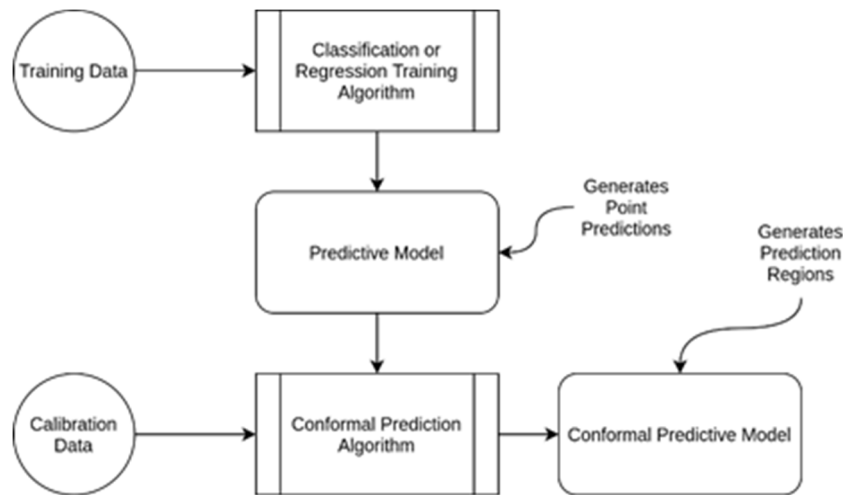 Training Data
Classification or
Regression Training
Algorithm
Generates
Point
Predictions
Predictive Model
Generates
Prediction
Regions
Calibration
Data
Conformal Prediction
Algorithm
Conformal Predictive Model